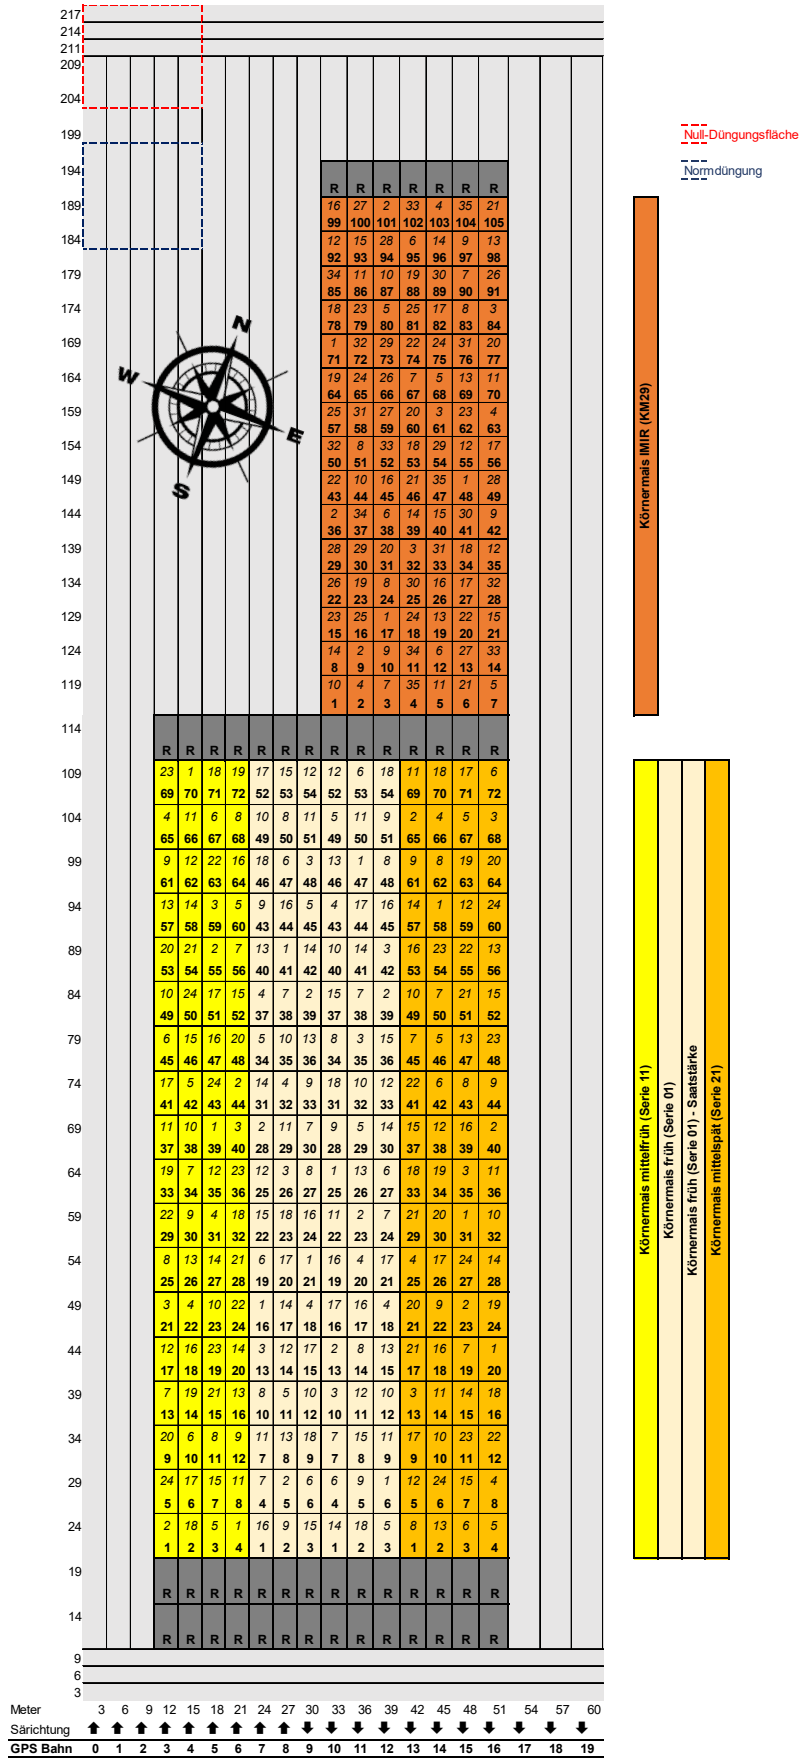 217
214
211
209
204
199
Null-Düngungsfläche
194
Normdüngung
R R R R R R R
189 16 27 2 33 4 35 21
99 100 101 102 103 104 105
184 12 15 28 6 14 9 13
92 93 94 95 96 97 98
179 34 11 10 19 30 7 26
85 86 87 88 89 90 91
174 18 23 5 25 17 8 3
78 79 80 81 82 83 84
169 1 32 29 22 24 31 20
71 72 73 74 75 76 77
164 19 24 26 7 5 13 11
64 65 66 67 68 69 70
159 25 31 27 20 3 23 4
57 58 59 60 61 62 63
154 32 8 33 18 29 12 17
50 51 52 53 54 55 56
149 22 10 16 21 35 1 28
43 44 45 46 47 48 49
144 2 34 6 14 15 30 9
36 37 38 39 40 41 42
139 28 29 20 3 31 18 12
29 30 31 32 33 34 35
134 26 19 8 30 16 17 32
22 23 24 25 26 27 28
129 23 25 1 24 13 22 15
15 16 17 18 19 20 21
124 14 2 9 34 6 27 33
8 9 10 11 12 13 14
119 10 4 7 35 11 21 5
1 2 3 4 5 6 7
N
W
E
S
Körnermais IMIR (KM29)
114
R R R R R R R R R R R R R R R
109 23 1 18 19 17 15 12 12 6 18 11 18 17 6
69 70 71 72 52 53 54 52 53 54 69 70 71 72
104 4 11 6 8 10 8 11 5 11 9 2 4 5 3
65 66 67 68 49 50 51 49 50 51 65 66 67 68
99 9 12 22 16 18 6 3 13 1 8 9 8 19 20
61 62 63 64 46 47 48 46 47 48 61 62 63 64
94 13 14 3 5 9 16 5 4 17 16 14 1 12 24
57 58 59 60 43 44 45 43 44 45 57 58 59 60
89 20 21 2 7 13 1 14 10 14 3 16 23 22 13
53 54 55 56 40 41 42 40 41 42 53 54 55 56
84 10 24 17 15 4 7 2 15 7 2 10 7 21 15
49 50 51 52 37 38 39 37 38 39 49 50 51 52
79 6 15 16 20 5 10 13 8 3 15 7 5 13 23
45 46 47 48 34 35 36 34 35 36 45 46 47 48
74 17 5 24 2 14 4 9 18 10 12 22 6 8 9
41 42 43 44 31 32 33 31 32 33 41 42 43 44
69 11 10 1 3 2 11 7 9 5 14 15 12 16 2
37 38 39 40 28 29 30 28 29 30 37 38 39 40
64 19 7 12 23 12 3 8 1 13 6 18 19 3 11
33 34 35 36 25 26 27 25 26 27 33 34 35 36
59 22 9 4 18 15 18 16 11 2 7 21 20 1 10
29 30 31 32 22 23 24 22 23 24 29 30 31 32
54 8 13 14 21 6 17 1 16 4 17 4 17 24 14
25 26 27 28 19 20 21 19 20 21 25 26 27 28
49 3 4 10 22 1 14 4 17 16 4 20 9 2 19
21 22 23 24 16 17 18 16 17 18 21 22 23 24
44 12 16 23 14 3 12 17 2 8 13 21 16 7 1
17 18 19 20 13 14 15 13 14 15 17 18 19 20
39 7 19 21 13 8 5 10 3 12 10 3 11 14 18
13 14 15 16 10 11 12 10 11 12 13 14 15 16
34 20 6 8 9 11 13 18 7 15 11 17 10 23 22
9 10 11 12 7 8 9 7 8 9 9 10 11 12
29 24 17 15 11 7 2 6 6 9 1 12 24 15 4
5 6 7 8 4 5 6 4 5 6 5 6 7 8
24 2 18 5 1 16 9 15 14 18 5 8 13 6 5
1 2 3 4 1 2 3 1 2 3 1 2 3 4
Körnermais mittelfrüh (Serie 11)
Körnermais früh (Serie 01)
Körnermais früh (Serie 01) - Saatstärke
Körnermais mittelspät (Serie 21)
19
R R R R R R R R R R R R R R
14
R R R R R R R R R R R R R R
9
6
3
Meter 3 6 9 12 15 18 21 24 27 30 33 36 39 42 45 48 51 54 57 60
Särichtung
GPS Bahn 0 1 2 3 4 5 6 7 8 9 10 11 12 13 14 15 16 17 18 19